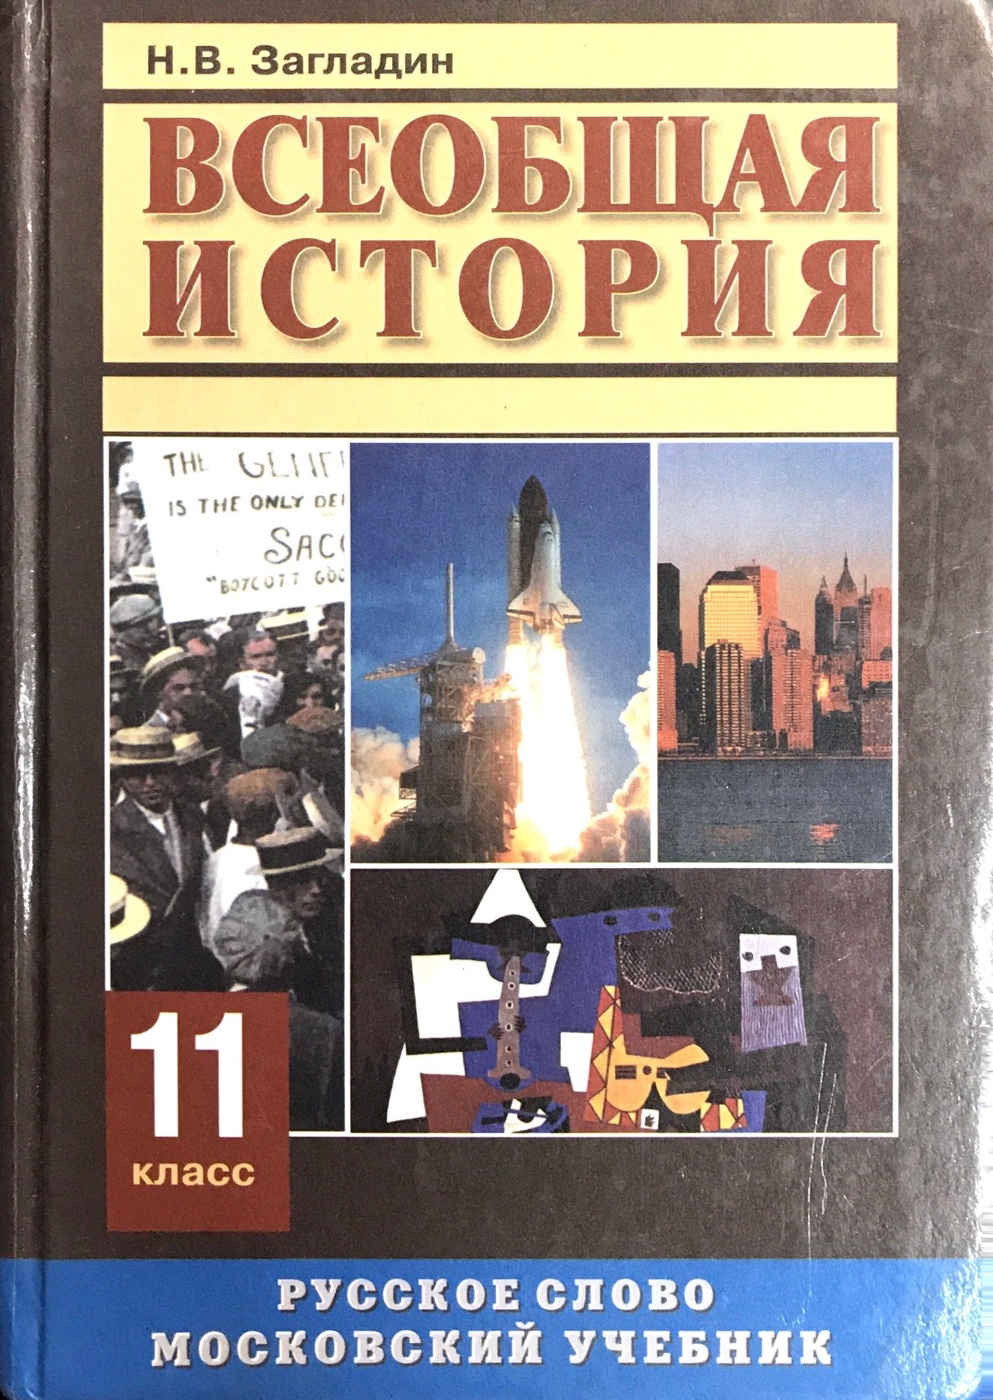 Н.В. Загладин
ВСЕОБЩАЯ
ИСТОРИЯ
THE
IS THE ONLY
"BOYCOTT
11
класс
РУССКОЕ СЛОВО
МОСКОВСКИЙ УЧЕБНИК